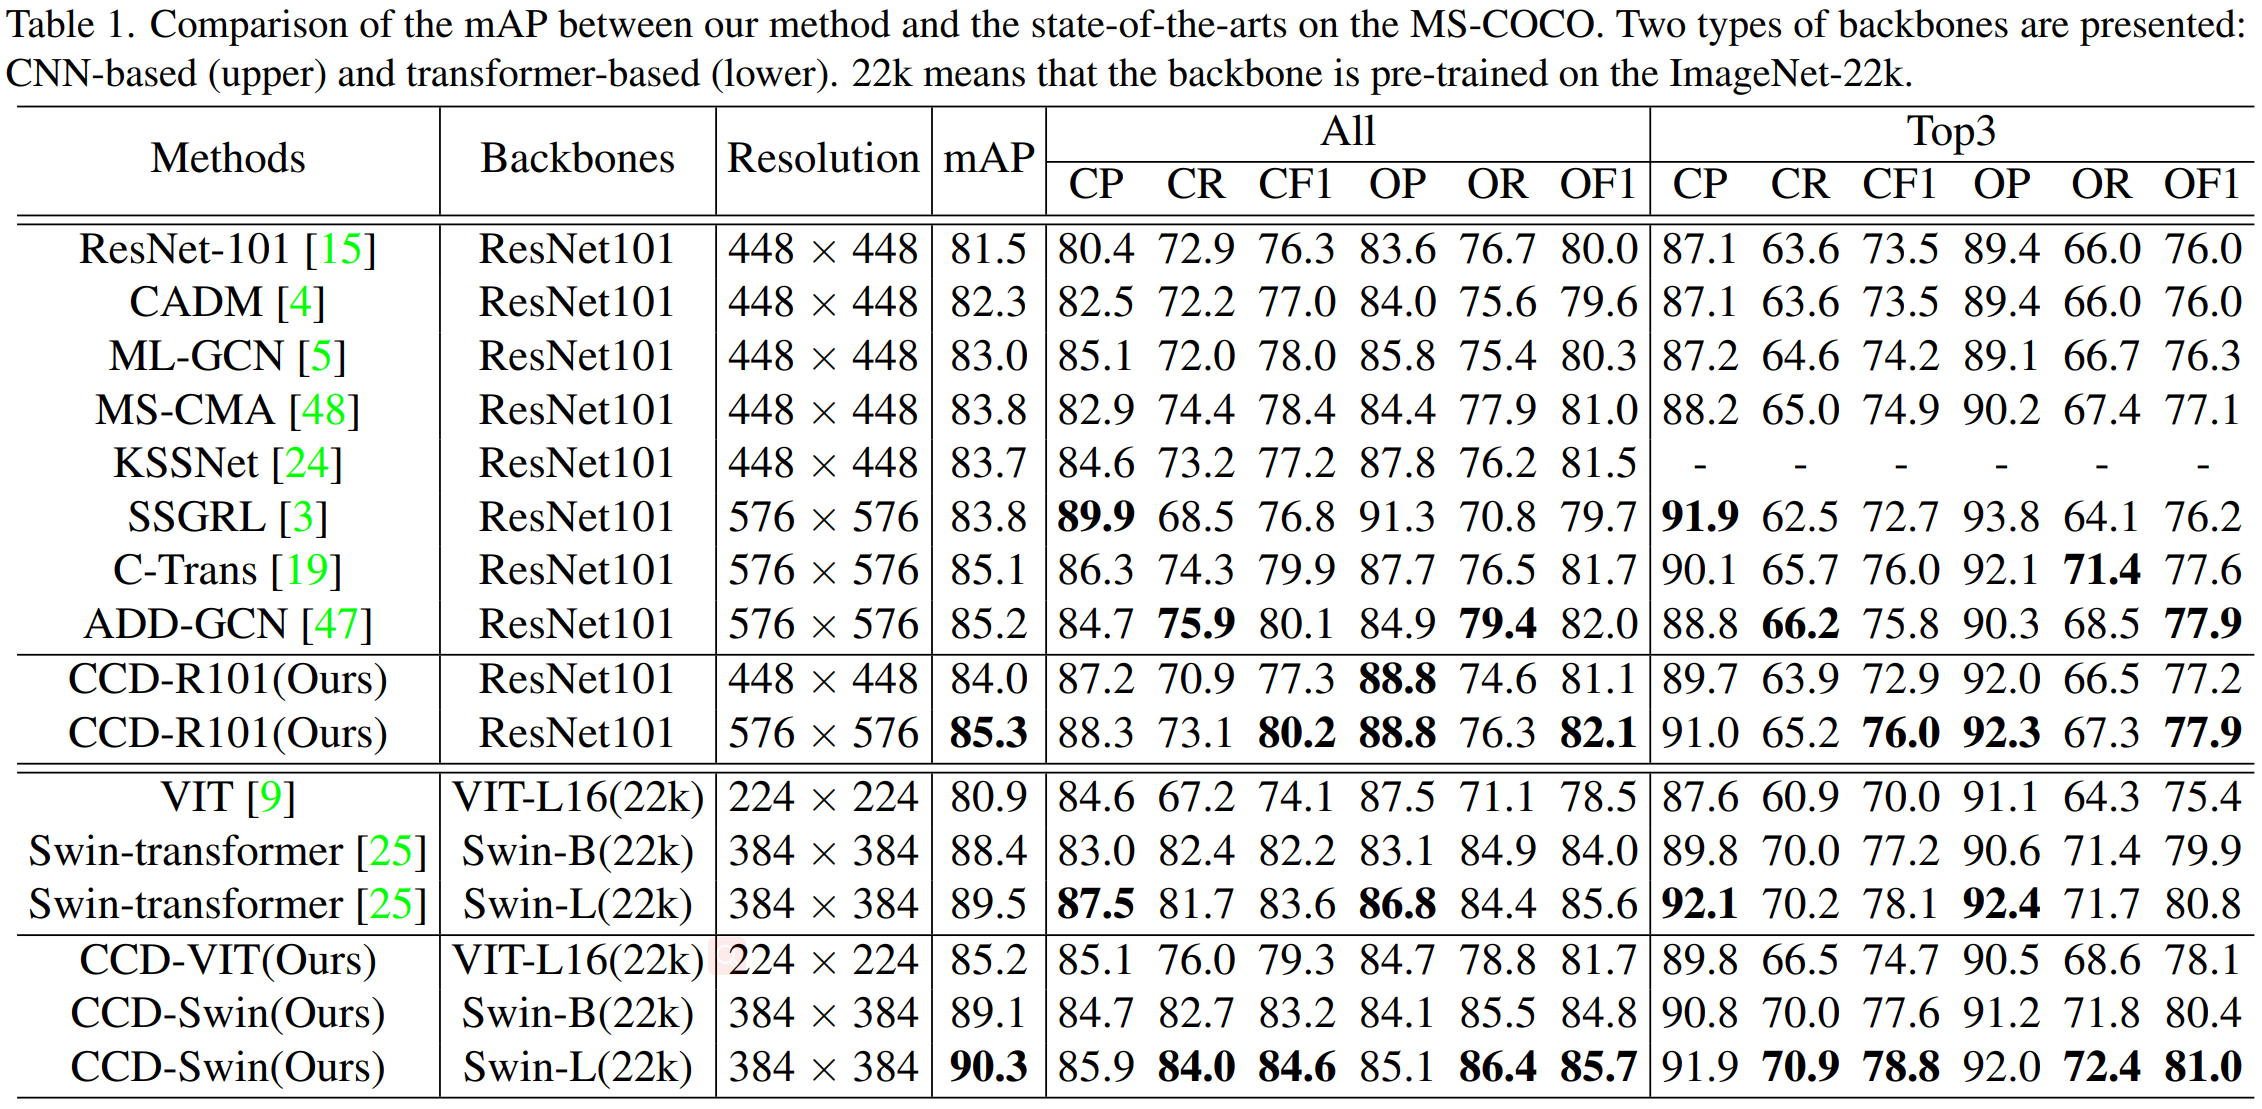 Table 1. Comparison of the mAP between our method and the state-of-the-arts on the MS-COCO. Two types of backbones are presented:
CNN-based (upper) and transformer-based (lower). 22k means that the backbone is pre-trained on the ImageNet-22k.
Methods Backbones Resolution mAP All Top3
CP CR CF1 OP OR OF1 CP CR CF1 OP OR OF1
ResNet-101 [15] ResNet101 448 × 448 81.5 80.4 72.9 76.3 83.6 76.7 80.0 87.1 63.6 73.5 89.4 66.0 76.0
CADM [4] ResNet101 448 × 448 82.3 82.5 72.2 77.0 84.0 75.6 79.6 87.1 63.6 73.5 89.4 66.0 76.0
ML-GCN [5] ResNet101 448 × 448 83.0 85.1 72.0 78.0 85.8 75.4 80.3 87.2 64.6 74.2 89.1 66.7 76.3
MS-CMA [48] ResNet101 448 × 448 83.8 82.9 74.4 78.4 84.4 77.9 81.0 88.2 65.0 74.9 90.2 67.4 77.1
KSSNet [24] ResNet101 448 × 448 83.7 84.6 73.2 77.2 87.8 76.2 81.5 - - - - - -
SSGRL [3] ResNet101 576 × 576 83.8 89.9 68.5 76.8 91.3 70.8 79.7 91.9 62.5 72.7 93.8 64.1 76.2
C-Trans [19] ResNet101 576 × 576 85.1 86.3 74.3 79.9 87.7 76.5 81.7 90.1 65.7 76.0 92.1 71.4 77.6
ADD-GCN [47] ResNet101 576 × 576 85.2 84.7 75.9 80.1 84.9 79.4 82.0 88.8 66.2 75.8 90.3 68.5 77.9
CCD-R101(Ours) ResNet101 448 × 448 84.0 87.2 70.9 77.3 88.8 74.6 81.1 89.7 63.9 72.9 92.0 66.5 77.2
CCD-R101(Ours) ResNet101 576 × 576 85.3 88.3 73.1 80.2 88.8 76.3 82.1 91.0 65.2 76.0 92.3 67.3 77.9
VIT [9] VIT-L16(22k) 224 × 224 80.9 84.6 67.2 74.1 87.5 71.1 78.5 87.6 60.9 70.0 91.1 64.3 75.4
Swin-transformer [25] Swin-B(22k) 384 × 384 88.4 83.0 82.4 82.2 83.1 84.9 84.0 89.8 70.0 77.2 90.6 71.4 79.9
Swin-transformer [25] Swin-L(22k) 384 × 384 89.5 87.5 81.7 83.6 86.8 84.4 85.6 92.1 70.2 78.1 92.4 71.7 80.8
CCD-VIT(Ours) VIT-L16(22k) 224 × 224 85.2 85.1 76.0 79.3 84.7 78.8 81.7 89.8 66.5 74.7 90.5 68.6 78.1
CCD-Swin(Ours) Swin-B(22k) 384 × 384 89.1 84.7 82.7 83.2 84.1 85.5 84.8 90.8 70.0 77.6 91.2 71.8 80.4
CCD-Swin(Ours) Swin-L(22k) 384 × 384 90.3 85.9 84.0 84.6 85.1 86.4 85.7 91.9 70.9 78.8 92.0 72.4 81.0